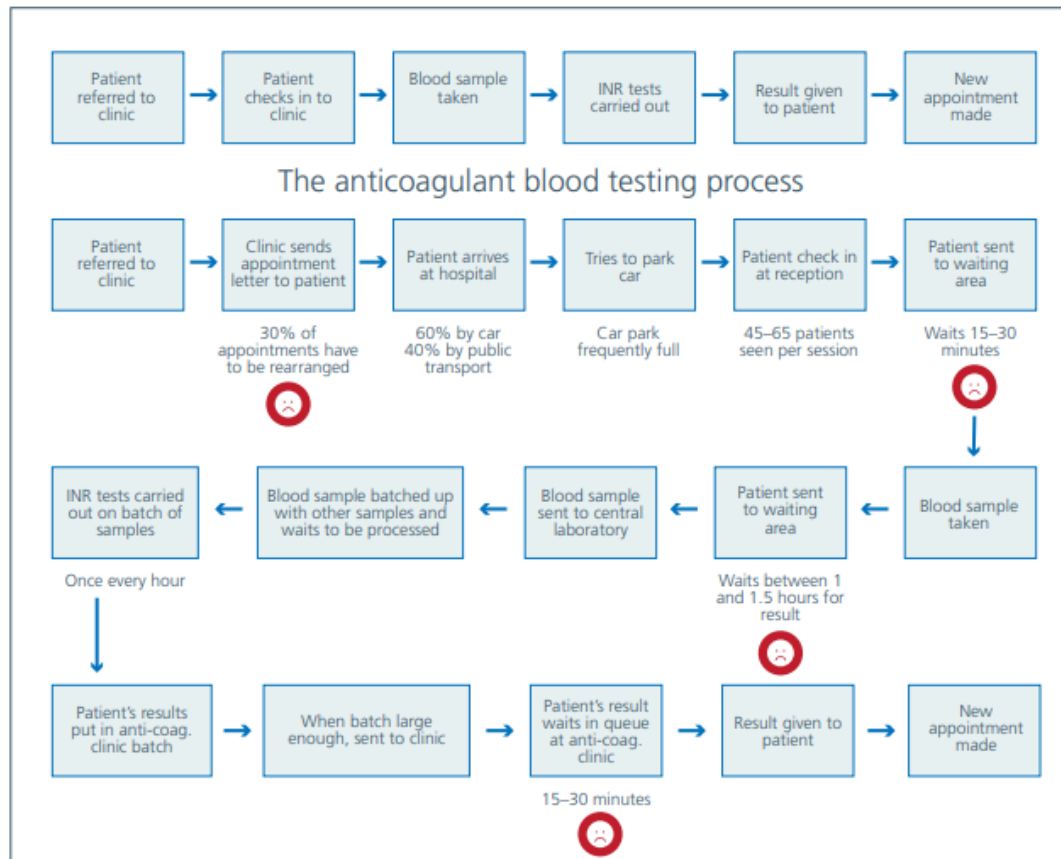 Patient
referred to
clinic
Patient
checks in to
clinic
Blood sample
taken
INR tests
carried out
Result given
to patient
New
appointment
made
The anticoagulant blood testing process
Patient
referred to
clinic
Clinic sends
appointment
letter to patient
Patient arrives
at hospital
Tries to park
car
Patient check in
at reception
Patient sent
to waiting
area
30% of
appointments have
to be rearranged
60% by car
40% by public
transport
Car park
frequently full
45–65 patients
seen per session
Waits 15–30
minutes
INR tests carried
out on batch of
samples
Blood sample batched up
with other samples and
waits to be processed
Blood sample
sent to central
laboratory
Patient sent
to waiting
area
Blood sample
taken
Once every hour
Waits between 1
and 1.5 hours for
result
Patient's results
put in anti-coag.
clinic batch
When batch large
enough, sent to clinic
Patient's result
waits in queue
at anti-coag.
clinic
Result given to
patient
New
appointment
made
15–30 minutes